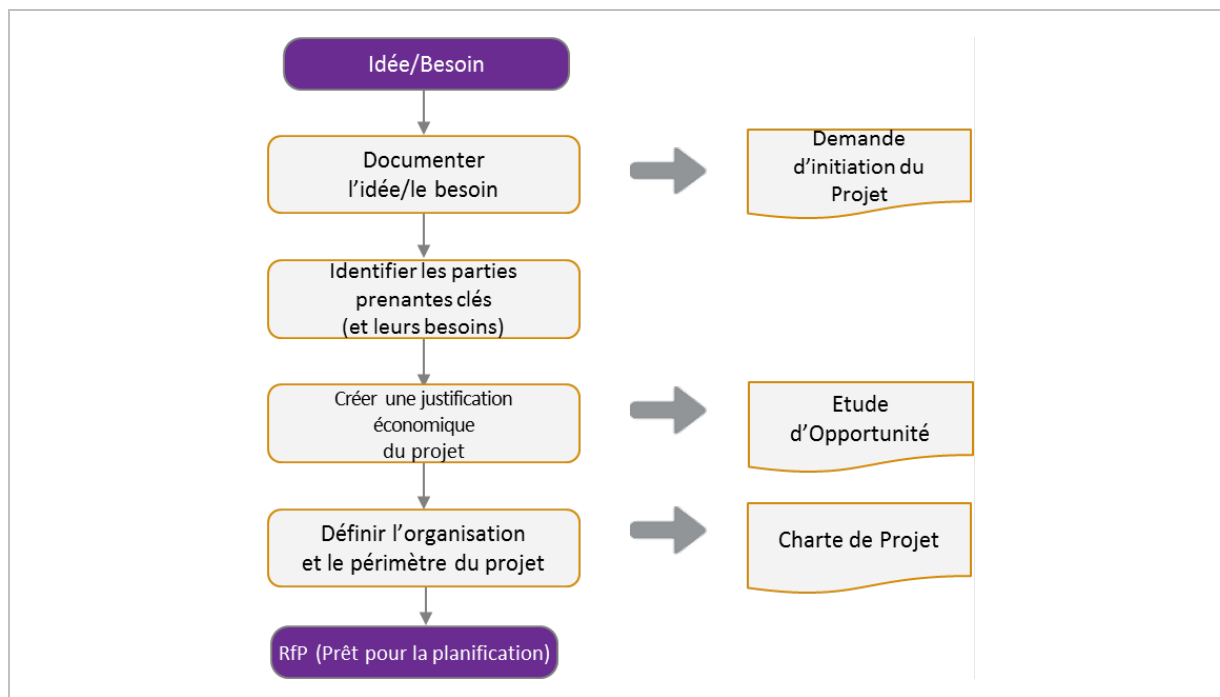 Idée/Besoin
Documenter
l’idée/le besoin
Demande
d’initiation du
Projet
Identifier les parties
prenantes clés
(et leurs besoins)
Créer une justification
économique
du projet
Etude
d’Opportunité
Définir l’organisation
et le périmètre du projet
Charte de Projet
RfP (Prêt pour la planification)